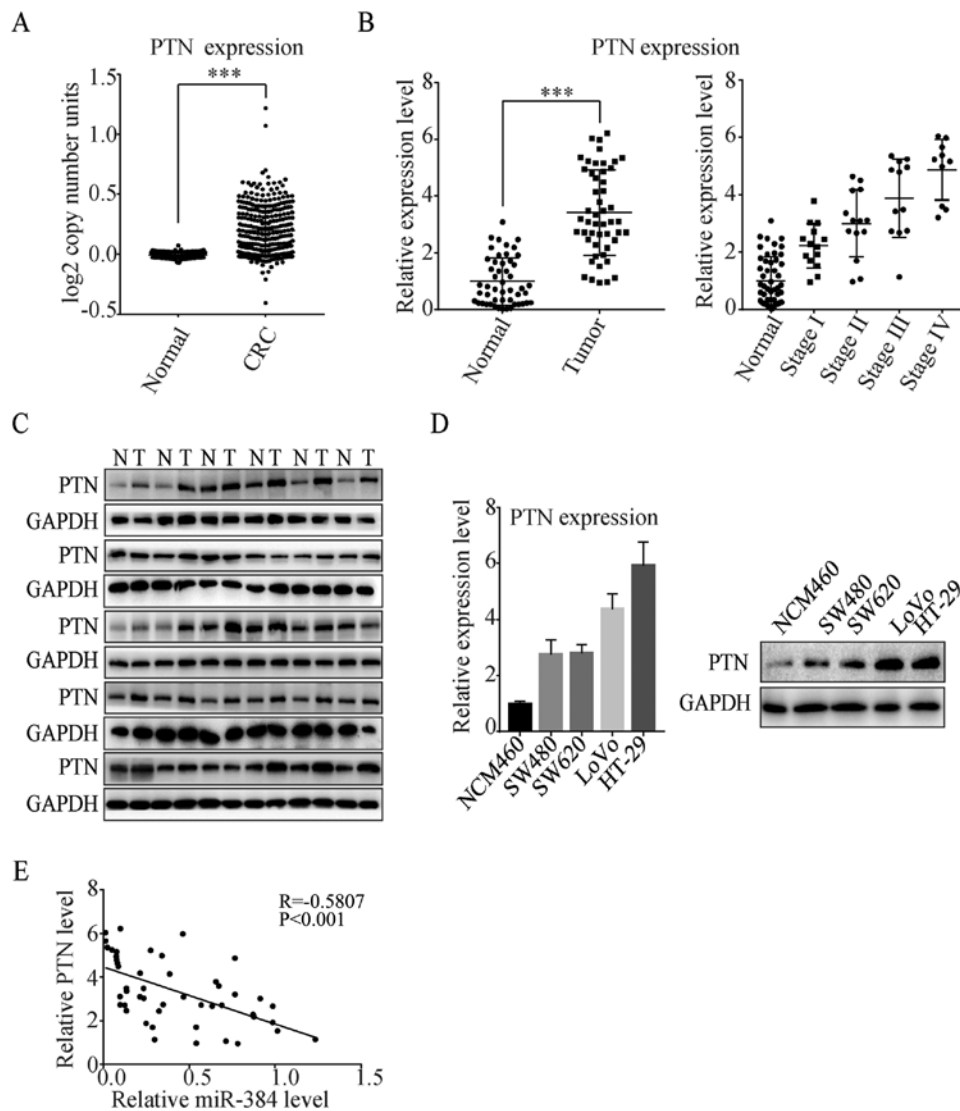 A
PTN expression
***
log2 copy number units
1.5
1.0
0.5
0.0
-0.5
Normal
CRC
B
PTN expression
***
Relative expression level
8
6
4
2
0
Normal
Tumor
Relative expression level
8
6
4
2
0
Normal
Stage I
Stage II
Stage III
Stage IV
C
N T N T N T N T N T N T
PTN
GAPDH
PTN
GAPDH
PTN
GAPDH
PTN
GAPDH
PTN
GAPDH
D
PTN expression
Relative expression level
8
6
4
2
0
NCM460
SW480
SW620
LoVo
HT-29
NCM460
SW480
SW620
LoVo
HT-29
PTN
GAPDH
E
R=-0.5807
P<0.001
Relative PTN level
8
6
4
2
0
0.0 0.5 1.0 1.5
Relative miR-384 level